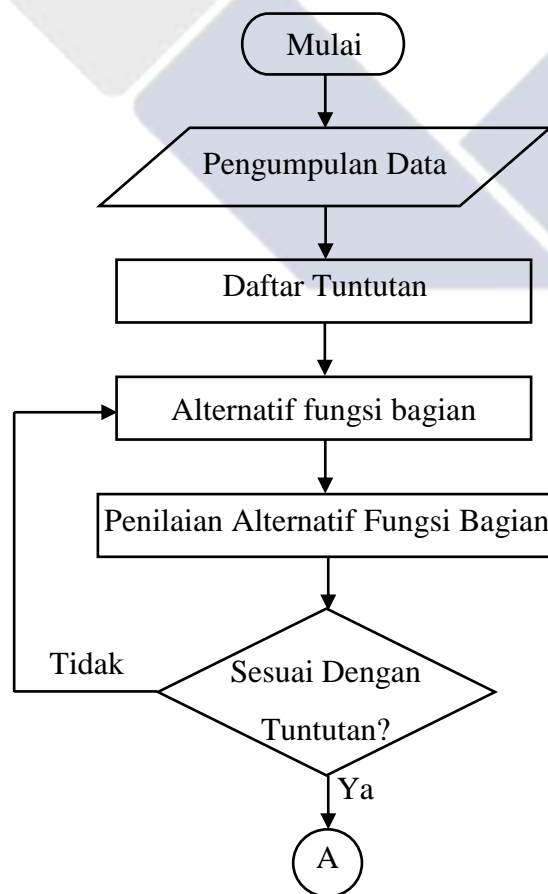 Mulai
Pengumpulan Data
Daftar Tuntutan
Alternatif fungsi bagian
Penilaian Alternatif Fungsi Bagian
Tidak
Sesuai Dengan
Tuntutan?
Ya
A